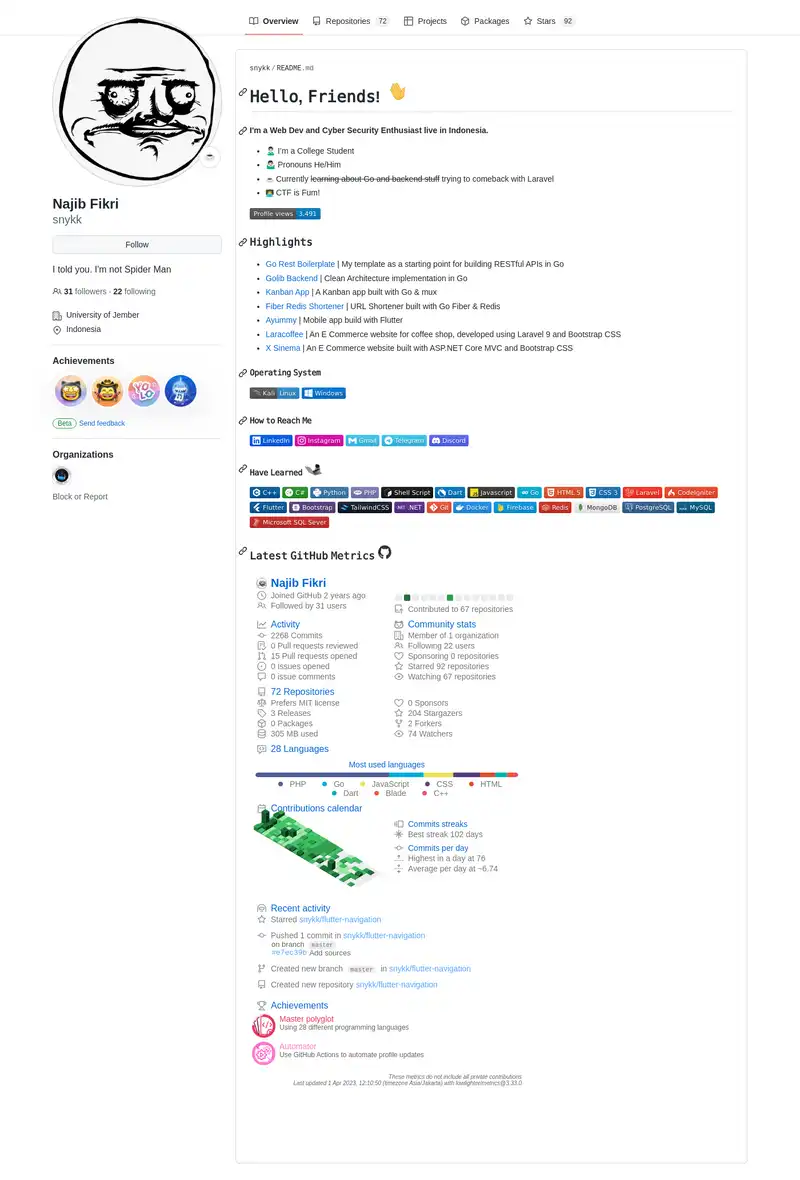 Overview Repositories 72 Projects Packages Stars 92
Najib Fikri
snykk
Follow
I told you. I'm not Spider Man
31 followers · 22 following
University of Jember
Indonesia
Achievements
YOLO
Beta Send feedback
Organizations
Block or Report
snykk / README.md
Hello, Friends!
I'm a Web Dev and Cyber Security Enthusiast live in Indonesia.
I'm a College Student
Pronouns He/Him
Currently learning about Go and backend stuff trying to comeback with Laravel
CTF is Fum!
Profile views 3,491
Highlights
Go Rest Boilerplate | My template as a starting point for building RESTful APIs in Go
Golib Backend | Clean Architecture implementation in Go
Kanban App | A Kanban app built with Go & mux
Fiber Redis Shortener | URL Shortener built with Go Fiber & Redis
Ayummy | Mobile app build with Flutter
Laracoffee | An E Commerce website for coffee shop, developed using Laravel 9 and Bootstrap CSS
X Sinema | An E Commerce website built with ASP.NET Core MVC and Bootstrap CSS
Operating System
Kali Linux Windows
How to Reach Me
LinkedIn Instagram Gmail Telegram Discord
Have Learned
C++ C# Python PHP Shell Script Dart Javascript Go HTML 5 CSS 3 Laravel CodeIgniter
Flutter Bootstrap TailwindCSS .NET Git Docker Firebase Redis MongoDB PostgreSQL MySQL
Microsoft SQL Sever
Latest GitHub Metrics
Najib Fikri
Joined GitHub 2 years ago
Followed by 31 users
Contributed to 67 repositories
Activity
2268 Commits
0 Pull requests reviewed
15 Pull requests opened
0 Issues opened
0 issue comments
Community stats
Member of 1 organization
Following 22 users
Sponsoring 0 repositories
Starred 92 repositories
Watching 67 repositories
72 Repositories
Prefers MIT license
3 Releases
0 Packages
305 MB used
0 Sponsors
204 Stargazers
2 Forkers
74 Watchers
28 Languages
Most used languages
PHP Go JavaScript CSS HTML
Dart Blade C++
Contributions calendar
Commits streaks
Best streak 102 days
Commits per day
Highest in a day at 76
Average per day at ~6.74
Recent activity
Starred snykk/flutter-navigation
Pushed 1 commit in snykk/flutter-navigation
on branch master
#e7ec39b Add sources
Created new branch master in snykk/flutter-navigation
Created new repository snykk/flutter-navigation
Achievements
Master polyglot
Using 28 different programming languages
Automator
Use GitHub Actions to automate profile updates
These metrics do not include all private contributions
Last updated 1 Apr 2023, 12:10:50 (timezone Asia/Jakarta) with lowlighter/metrics@3.33.0